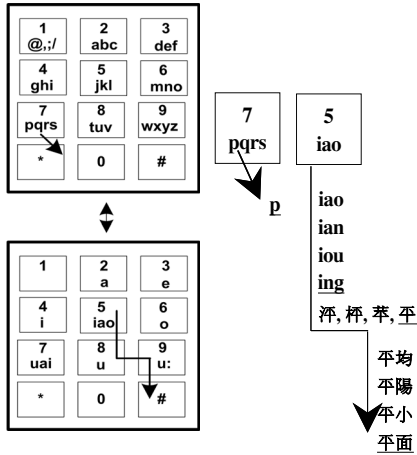 1
@,;/
2
abc
3
def
4
ghi
5
jkl
6
mno
7
pqrs
8
tuv
9
wxyz
*
0
#
1
2
a
3
e
4
i
5
iao
6
o
7
uai
8
u
9
u:
*
0
#
7
pqrs
5
iao
p
iao
ian
iou
ing
泙, 枰, 苹, 平
平均
平陽
平小
平面